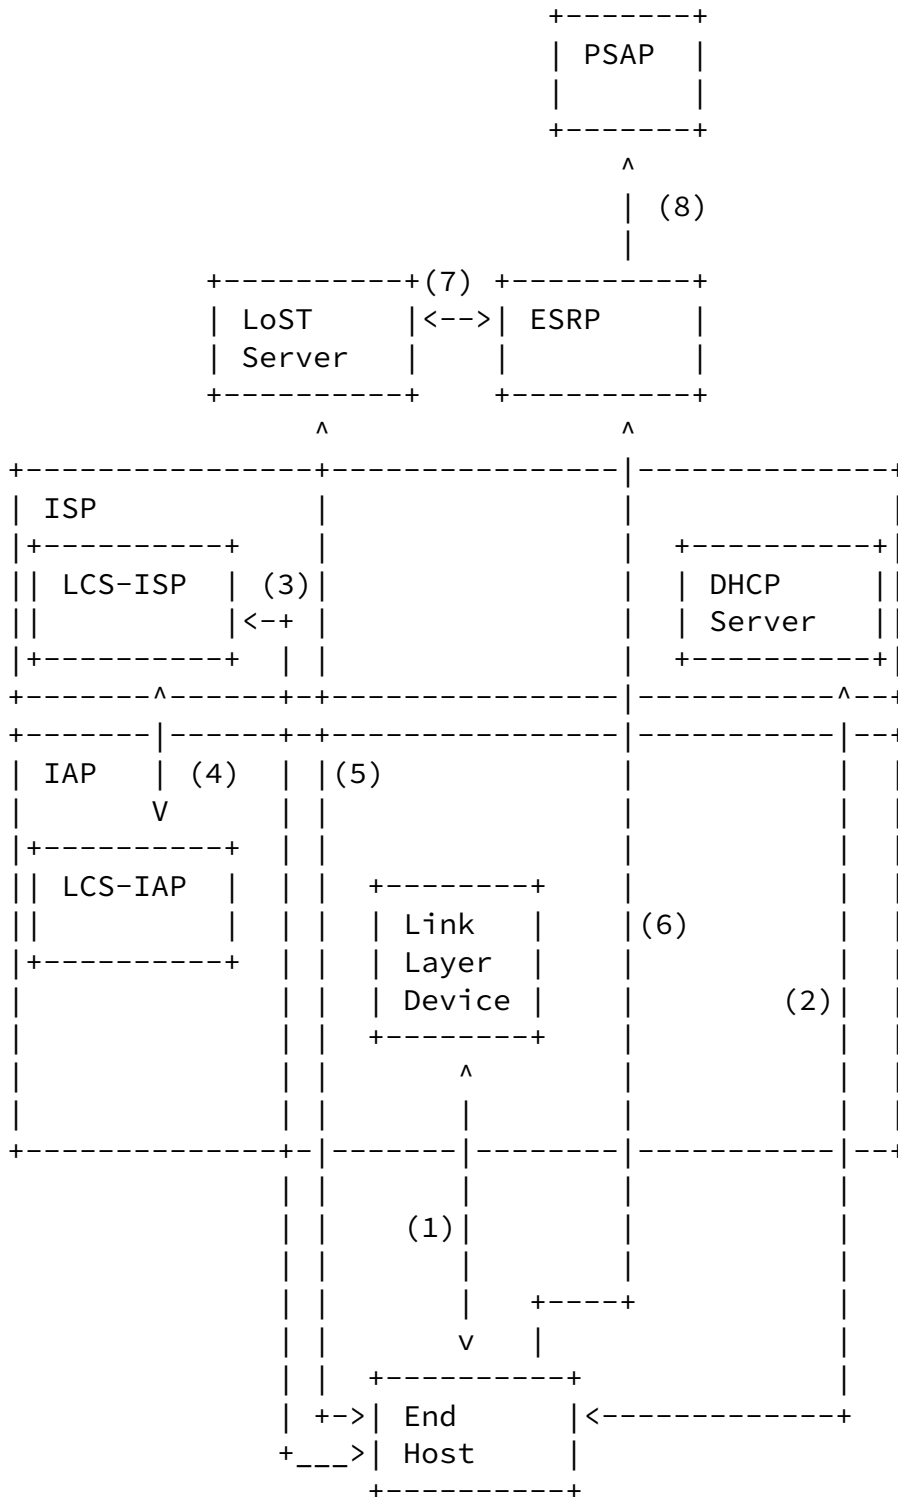 PSAP
(8)
(7)
LoST
Server
ESRP
ISP
LCS-ISP
(3)
DHCP
Server
IAP
(4)
(5)
LCS-IAP
Link
Layer
Device
(6)
(2)
(1)
End
Host